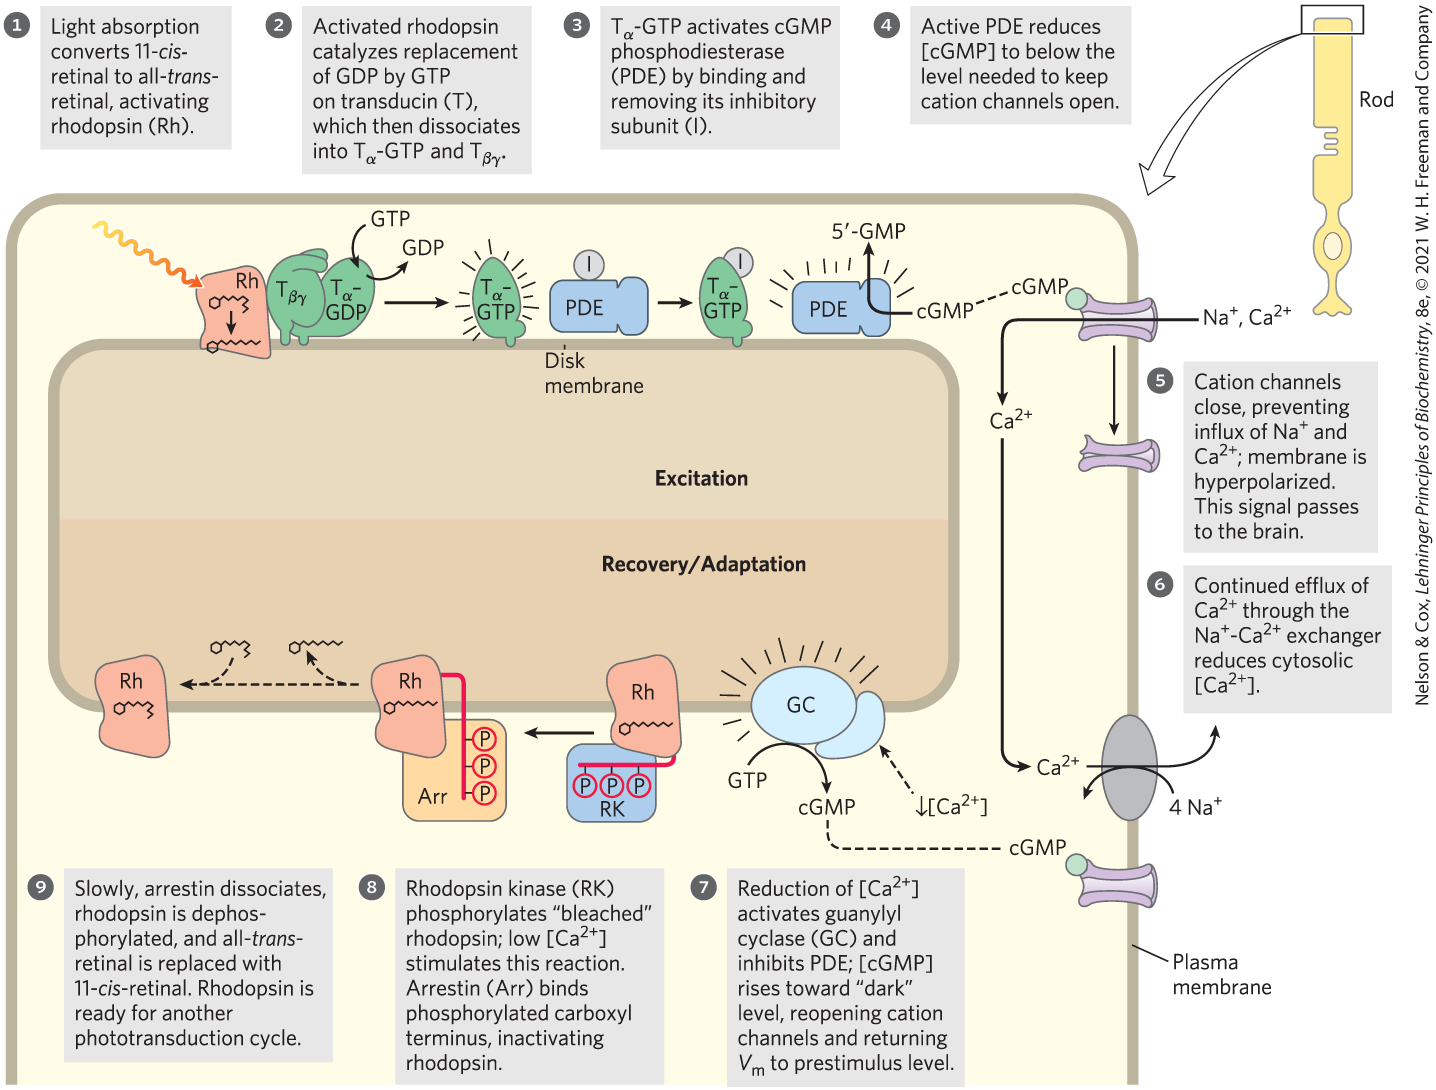 1
Light absorption
converts 11-cis-
retinal to all-trans-
retinal, activating
rhodopsin (Rh).
2
Activated rhodopsin
catalyzes replacement
of GDP by GTP
on transducin (T),
which then dissociates
into Tα-GTP and Tβγ.
3
Tα-GTP activates cGMP
phosphodiesterase
(PDE) by binding and
removing its inhibitory
subunit (I).
4
Active PDE reduces
[cGMP] to below the
level needed to keep
cation channels open.
Rod
Nelson & Cox, Lehninger Principles of Biochemistry, 8e, © 2021 W. H. Freeman and Company
GTP
GDP
Rh
Tβγ
Tα–
GDP
Tα–
GTP
I
PDE
I
Tα–
GTP
5′-GMP
PDE
cGMP
cGMP
Na⁺, Ca²⁺
Disk
membrane
Ca²⁺
5
Cation channels
close, preventing
influx of Na⁺ and
Ca²⁺; membrane is
hyperpolarized.
This signal passes
to the brain.
Excitation
Recovery/Adaptation
6
Continued efflux of
Ca²⁺ through the
Na⁺-Ca²⁺ exchanger
reduces cytosolic
[Ca²⁺].
Rh
Rh
P
P
P
Arr
Rh
P P P
RK
GC
GTP
cGMP
↓[Ca²⁺]
Ca²⁺
4 Na⁺
cGMP
9
Slowly, arrestin dissociates,
rhodopsin is dephos-
phorylated, and all-trans-
retinal is replaced with
11-cis-retinal. Rhodopsin is
ready for another
phototransduction cycle.
8
Rhodopsin kinase (RK)
phosphorylates “bleached”
rhodopsin; low [Ca²⁺]
stimulates this reaction.
Arrestin (Arr) binds
phosphorylated carboxyl
terminus, inactivating
rhodopsin.
7
Reduction of [Ca²⁺]
activates guanylyl
cyclase (GC) and
inhibits PDE; [cGMP]
rises toward “dark”
level, reopening cation
channels and returning
Vm to prestimulus level.
Plasma
membrane